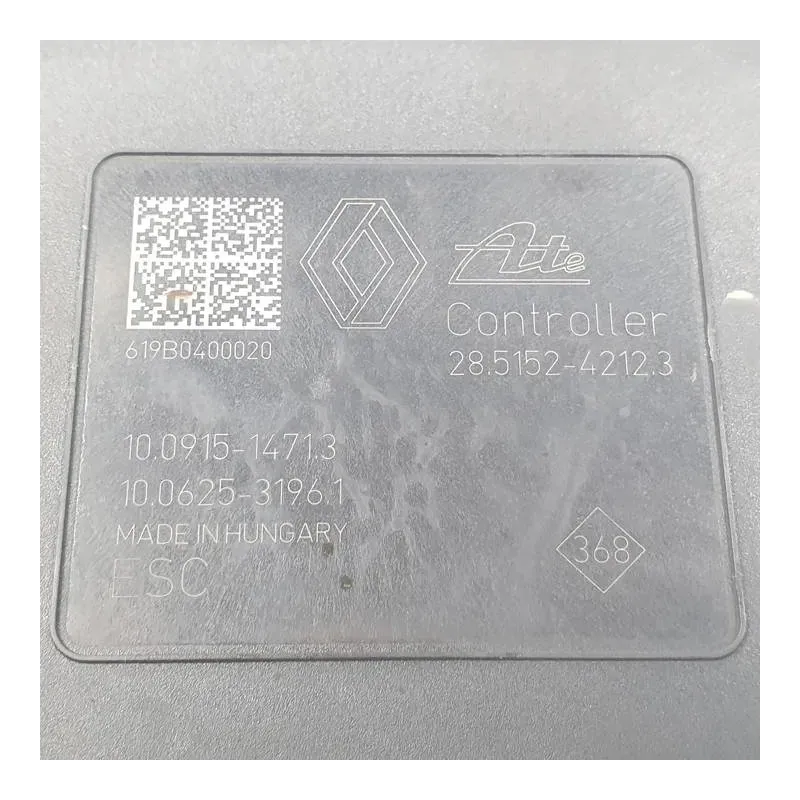 Ate
Controller
28.5152-4212.3
619B0400020
10.0915-1471.3
10.0625-3196.1
MADE IN HUNGARY
ESC
368